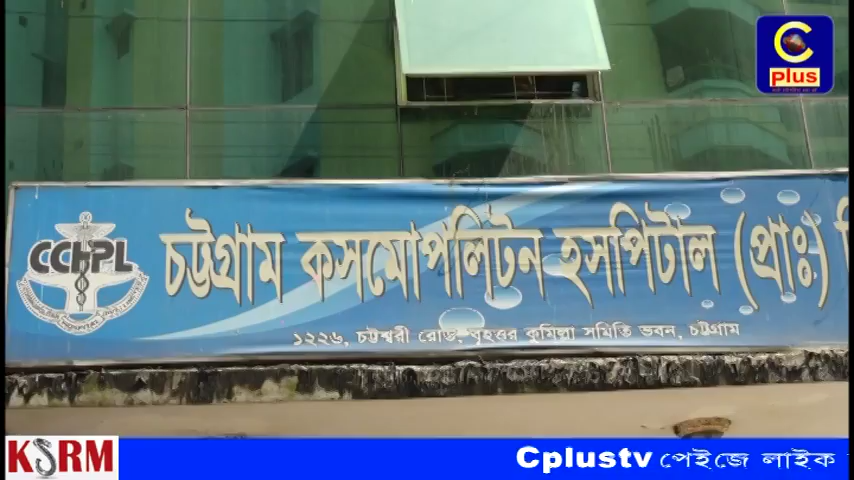 C
plus
CCHPL
চট্টগ্রাম কসমোপলিটন হসপিটাল (প্রাঃ)
১২২৬, চট্টেশ্বরী রোড, বৃহত্তর কুমিল্লা সমিতি ভবন, চট্টগ্রাম
KSRM
Cplustv পেইজে লাইক